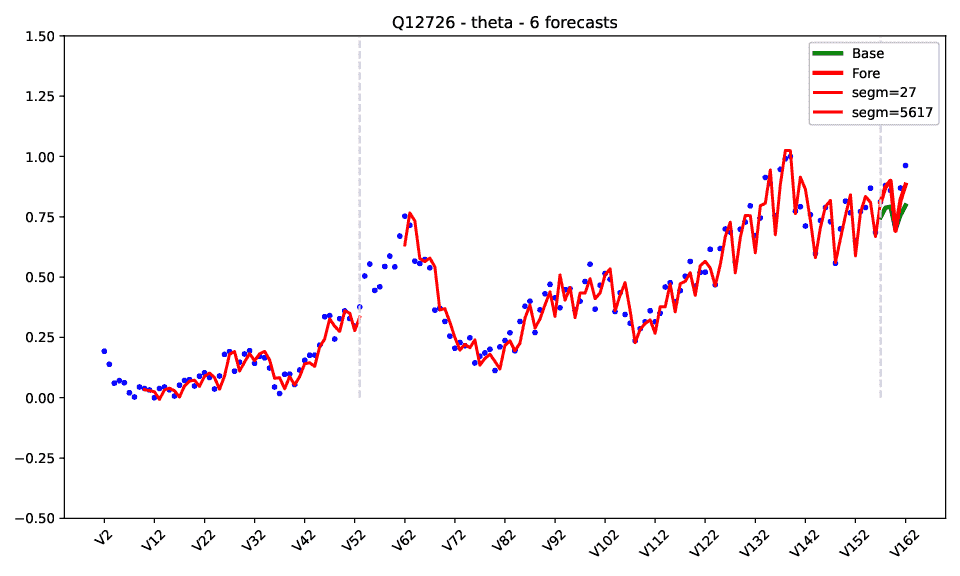 Q12726 - theta - 6 forecasts
Base
Fore
segm=27
segm=5617
1.50
1.25
1.00
0.75
0.50
0.25
0.00
−0.25
−0.50
V2
V12
V22
V32
V42
V52
V62
V72
V82
V92
V102
V112
V122
V132
V142
V152
V162